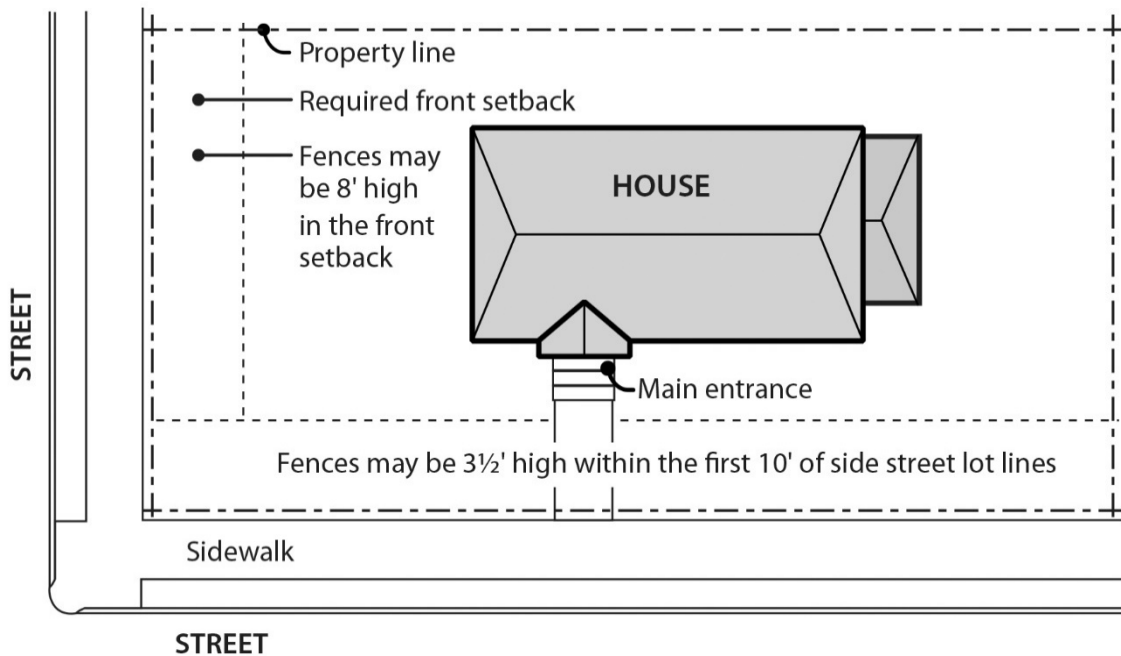 Property line
Required front setback
Fences may
be 8' high
in the front
setback
HOUSE
STREET
Main entrance
Fences may be 3½' high within the first 10' of side street lot lines
Sidewalk
STREET